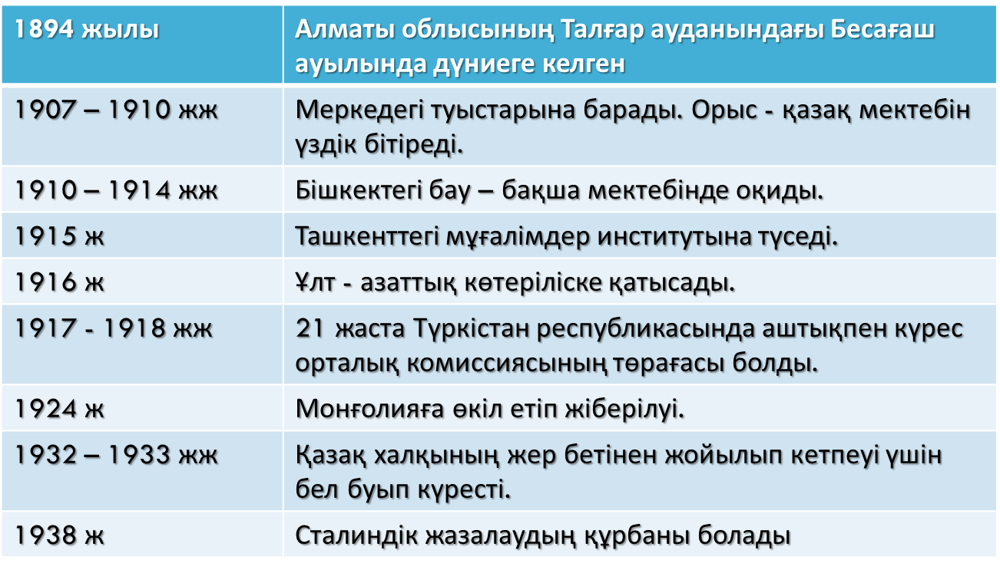 1894 жылы
Алматы облысының Талғар ауданындағы Бесағаш
ауылында дүниеге келген
1907 – 1910 жж
Меркедегі туыстарына барады. Орыс - қазақ мектебін
үздік бітіреді.
1910 – 1914 жж
Бішкектегі бау – бақша мектебінде оқиды.
1915 ж
Ташкенттегі мұғалімдер институтына түседі.
1916 ж
Ұлт - азаттық көтеріліске қатысады.
1917 - 1918 жж
21 жаста Түркістан республикасында аштықпен күрес
орталық комиссиясының төрағасы болды.
1924 ж
Монғолияға өкіл етіп жіберілуі.
1932 – 1933 жж
Қазақ халқының жер бетінен жойылып кетпеуі үшін
бел буып күресті.
1938 ж
Сталиндік жазалаудың құрбаны болады